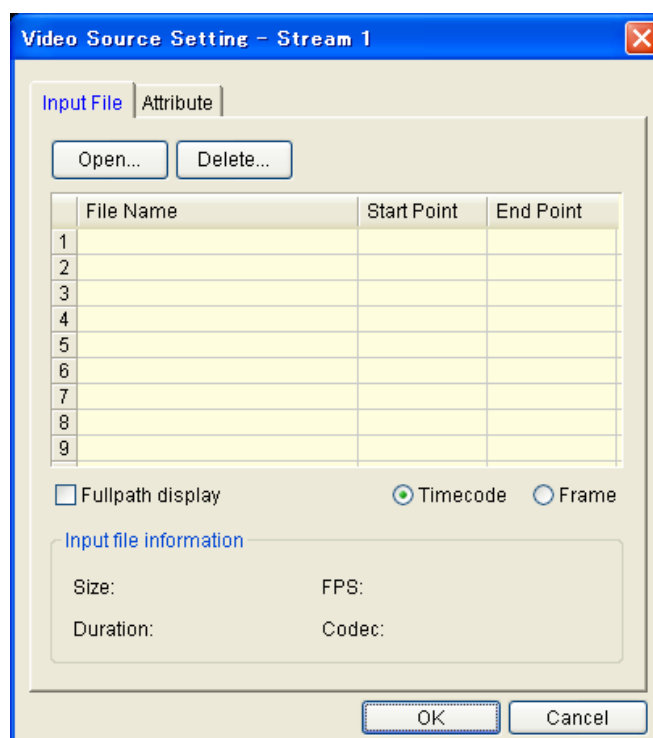 Video Source Setting - Stream 1
Input File Attribute
Open... Delete...
File Name Start Point End Point
1
2
3
4
5
6
7
8
9
Fullpath display Timecode Frame
Input file information
Size: FPS:
Duration: Codec:
OK Cancel